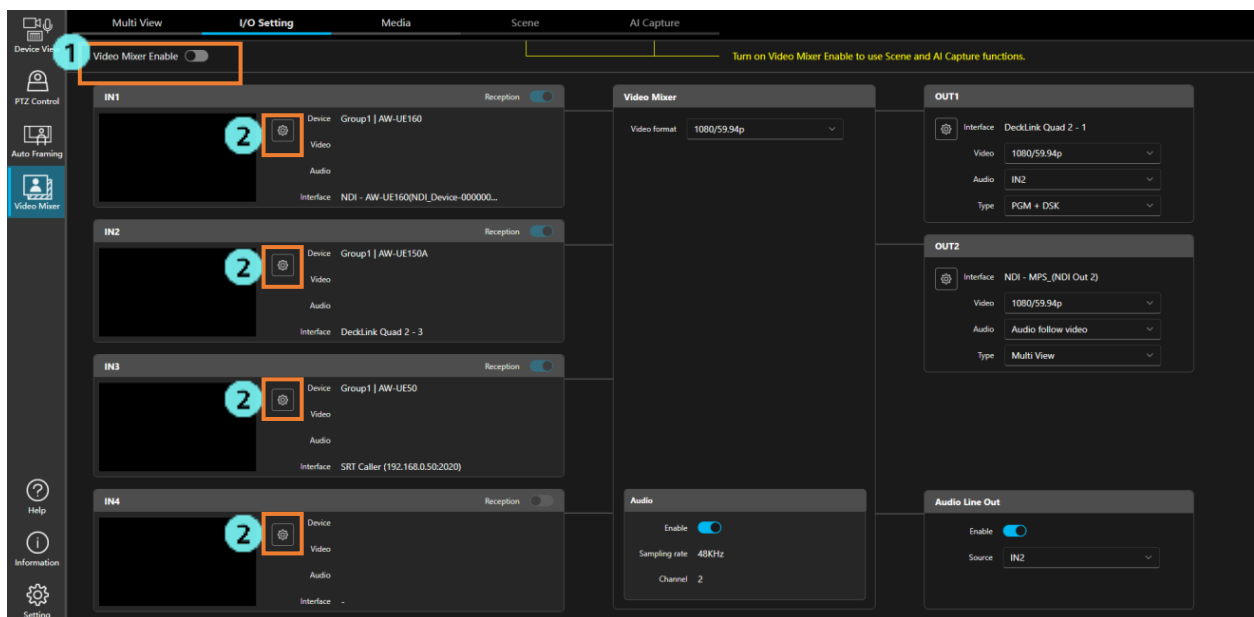 Multi View
I/O Setting
Media
Scene
AI Capture
Device Vie
1
Video Mixer Enable
Turn on Video Mixer Enable to use Scene and AI Capture functions.
PTZ Control
Auto Framing
Video Mixer
Help
Information
Setting
IN1
Reception
2
Device Group1 | AW-UE160
Video
Audio
Interface NDI - AW-UE160(NDI_Device-000000...
IN2
Reception
2
Device Group1 | AW-UE150A
Video
Audio
Interface DeckLink Quad 2 - 3
IN3
Reception
2
Device Group1 | AW-UE50
Video
Audio
Interface SRT Caller (192.168.0.50:2020)
IN4
Reception
2
Device
Video
Audio
Interface -
Video Mixer
Video format 1080/59.94p
Audio
Enable
Sampling rate 48KHz
Channel 2
OUT1
Interface DeckLink Quad 2 - 1
Video 1080/59.94p
Audio IN2
Type PGM + DSK
OUT2
Interface NDI - MPS_(NDI Out 2)
Video 1080/59.94p
Audio Audio follow video
Type Multi View
Audio Line Out
Enable
Source IN2